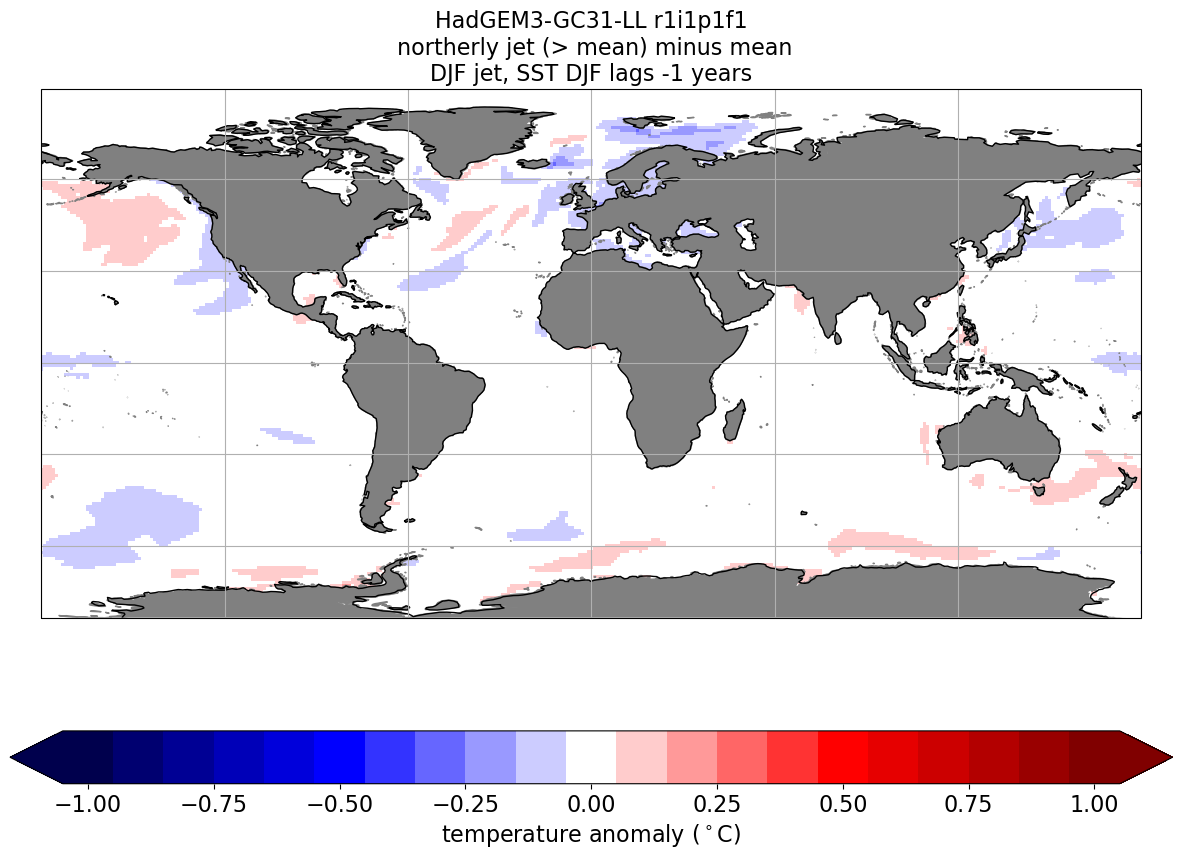 HadGEM3-GC31-LL r1i1p1f1
northerly jet (> mean) minus mean
DJF jet, SST DJF lags -1 years
−1.00 −0.75 −0.50 −0.25 0.00 0.25 0.50 0.75 1.00
temperature anomaly (°C)